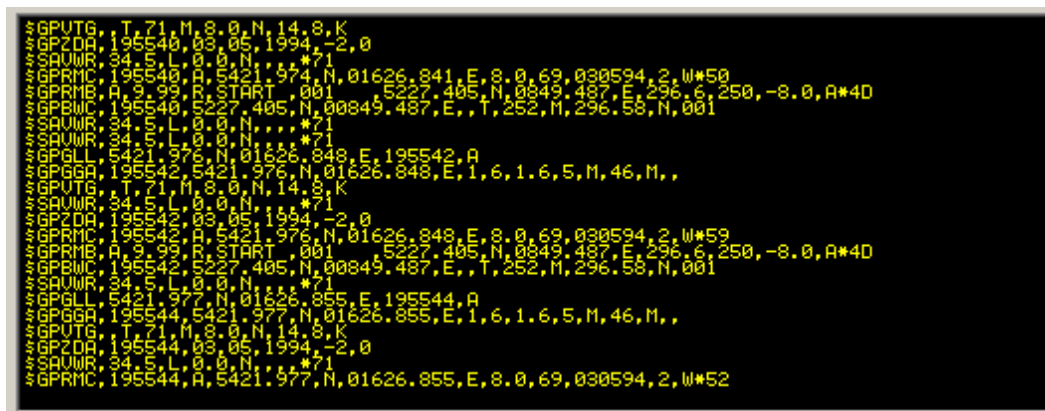 $GPVTG,,T,71,M,8.0,N,14.8,K
$GPZDA,195540,03,05,1994,-2,0
$SAVWR,34.5,L,0.0,N,,,,*71
$GPRMC,195540,A,5421.974,N,01626.841,E,8.0,69,030594,2,W*50
$GPRMB,A,9.99,R,START ,001   ,5227.405,N,0849.487,E,296.6,250,-8.0,A*4D
$GPBWC,195540,5227.405,N,00849.487,E,,T,252,M,296.58,N,001
$SAVWR,34.5,L,0.0,N,,,,*71
$SAVWR,34.5,L,0.0,N,,,,*71
$GPGLL,5421.976,N,01626.848,E,195542,A
$GPGGA,195542,5421.976,N,01626.848,E,1,6,1.6,5,M,46,M,,
$GPVTG,,T,71,M,8.0,N,14.8,K
$SAVWR,34.5,L,0.0,N,,,,*71
$GPZDA,195542,03,05,1994,-2,0
$GPRMC,195542,A,5421.976,N,01626.848,E,8.0,69,030594,2,W*59
$GPRMB,A,9.99,R,START ,001   ,5227.405,N,0849.487,E,296.6,250,-8.0,A*4D
$GPBWC,195542,5227.405,N,00849.487,E,,T,252,M,296.58,N,001
$SAVWR,34.5,L,0.0,N,,,,*71
$GPGLL,5421.977,N,01626.855,E,195544,A
$GPGGA,195544,5421.977,N,01626.855,E,1,6,1.6,5,M,46,M,,
$GPVTG,,T,71,M,8.0,N,14.8,K
$GPZDA,195544,03,05,1994,-2,0
$SAVWR,34.5,L,0.0,N,,,,*71
$GPRMC,195544,A,5421.977,N,01626.855,E,8.0,69,030594,2,W*52